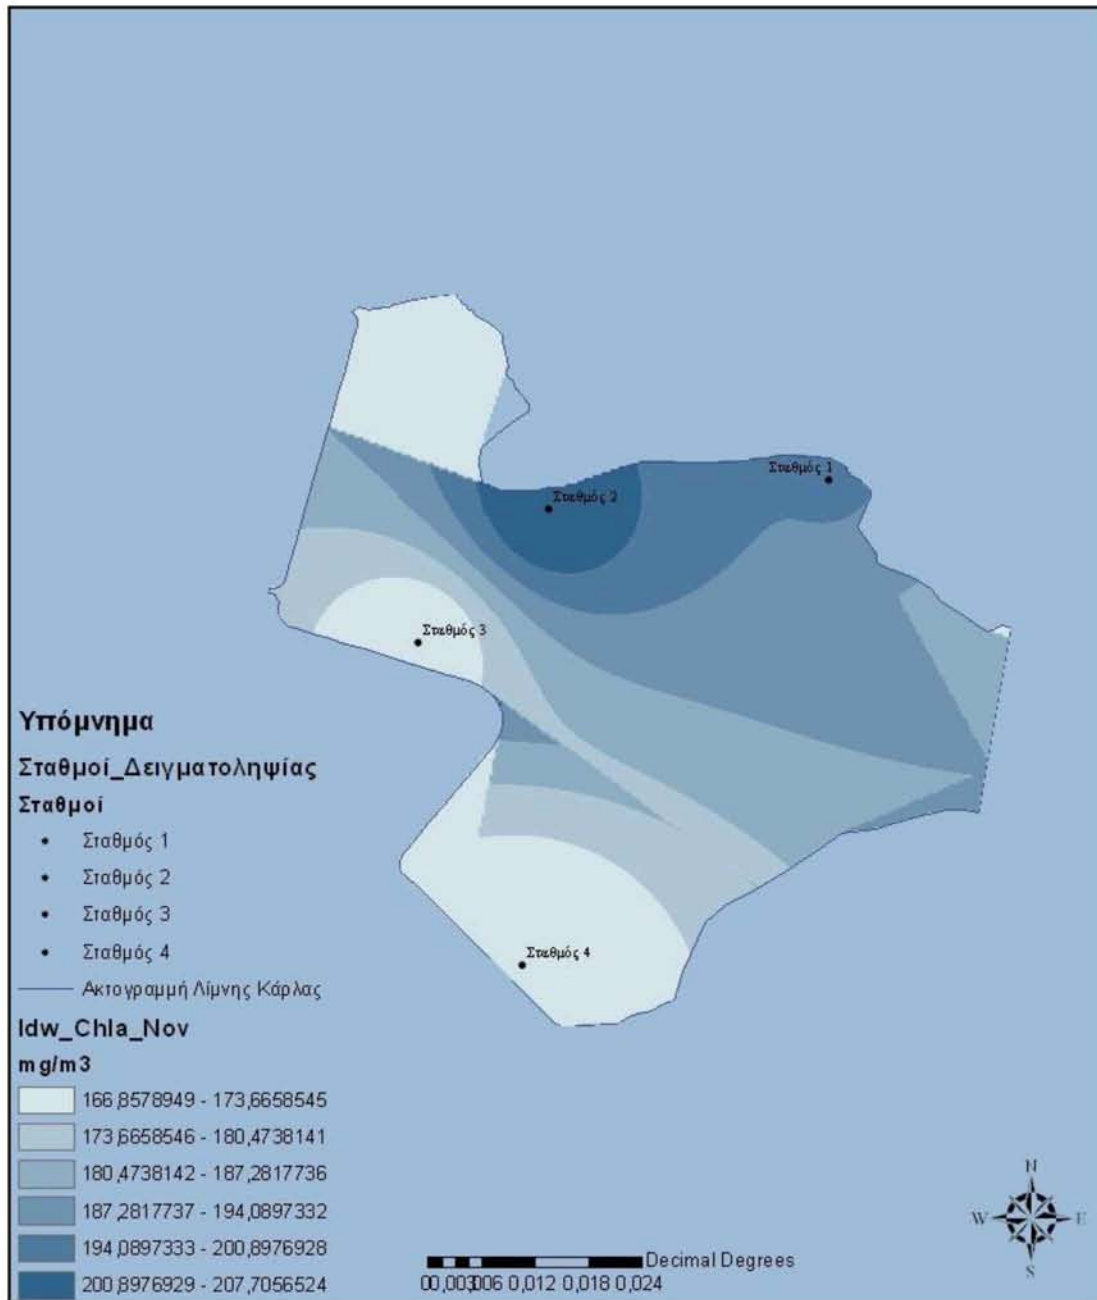 Σταθμός 1
Σταθμός 2
Σταθμός 3
Σταθμός 4
Υπόμνημα
Σταθμοί_Δειγματοληψίας
Σταθμοί
Σταθμός 1
Σταθμός 2
Σταθμός 3
Σταθμός 4
Ακτογραμμή Λίμνης Κάρλας
Idw_Chla_Nov
mg/m3
166,8578949 - 173,6658545
173,6658546 - 180,4738141
180,4738142 - 187,2817736
187,2817737 - 194,0897332
194,0897333 - 200,8976928
200,8976929 - 207,7056524
N
W E
S
Decimal Degrees
0,012 0,018 0,024